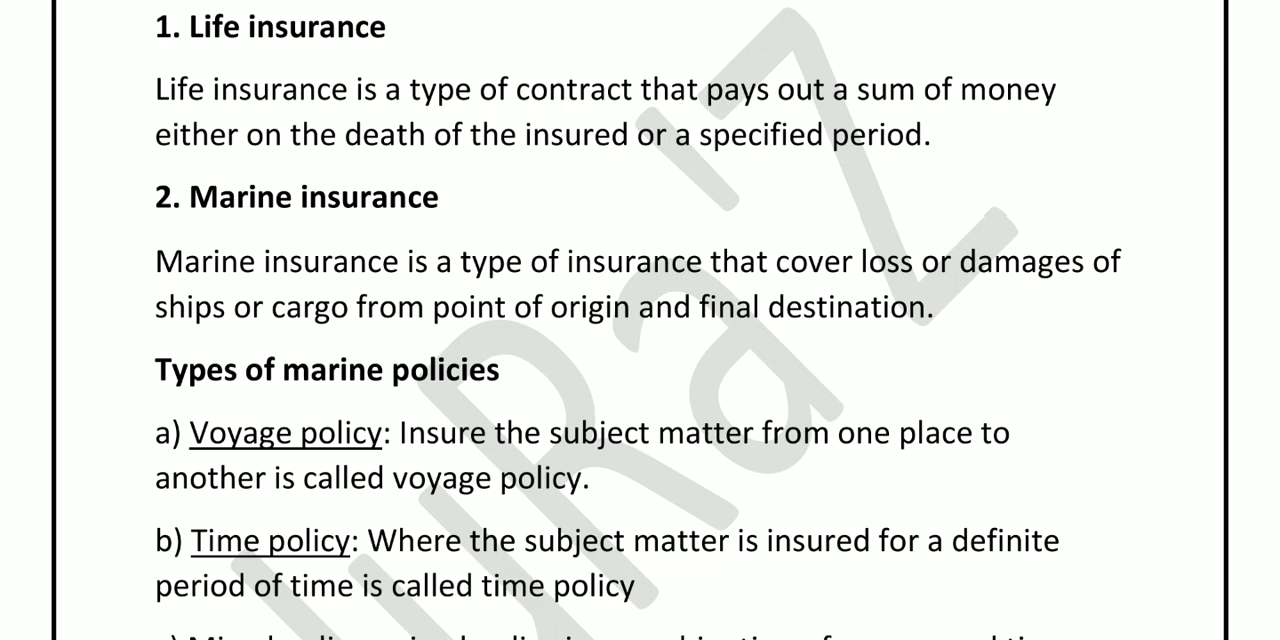 1. Life insurance
Life insurance is a type of contract that pays out a sum of money
either on the death of the insured or a specified period.
2. Marine insurance
Marine insurance is a type of insurance that cover loss or damages of
ships or cargo from point of origin and final destination.
Types of marine policies
a) Voyage policy: Insure the subject matter from one place to
another is called voyage policy.
b) Time policy: Where the subject matter is insured for a definite
period of time is called time policy